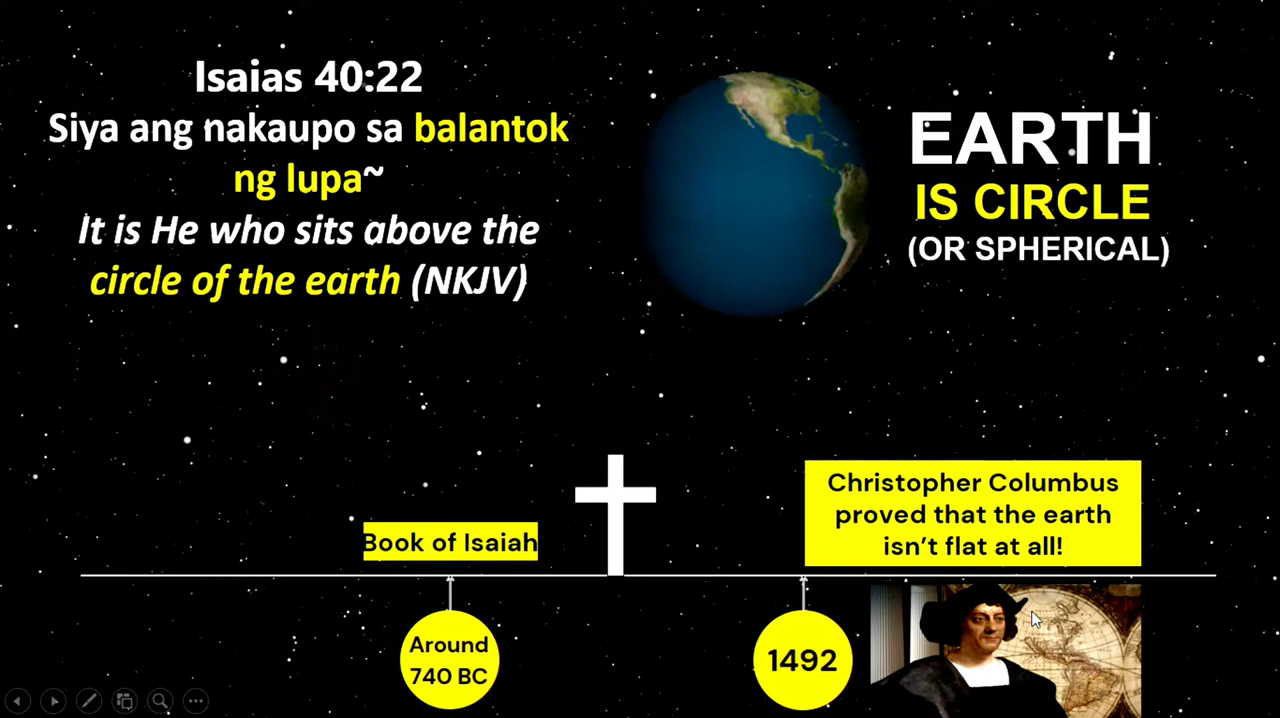 Isaias 40:22
Siya ang nakaupo sa balantok
ng lupa~
It is He who sits above the
circle of the earth (NKJV)
EARTH
IS CIRCLE
(OR SPHERICAL)
Book of Isaiah
Around
740 BC
Christopher Columbus
proved that the earth
isn't flat at all!
1492